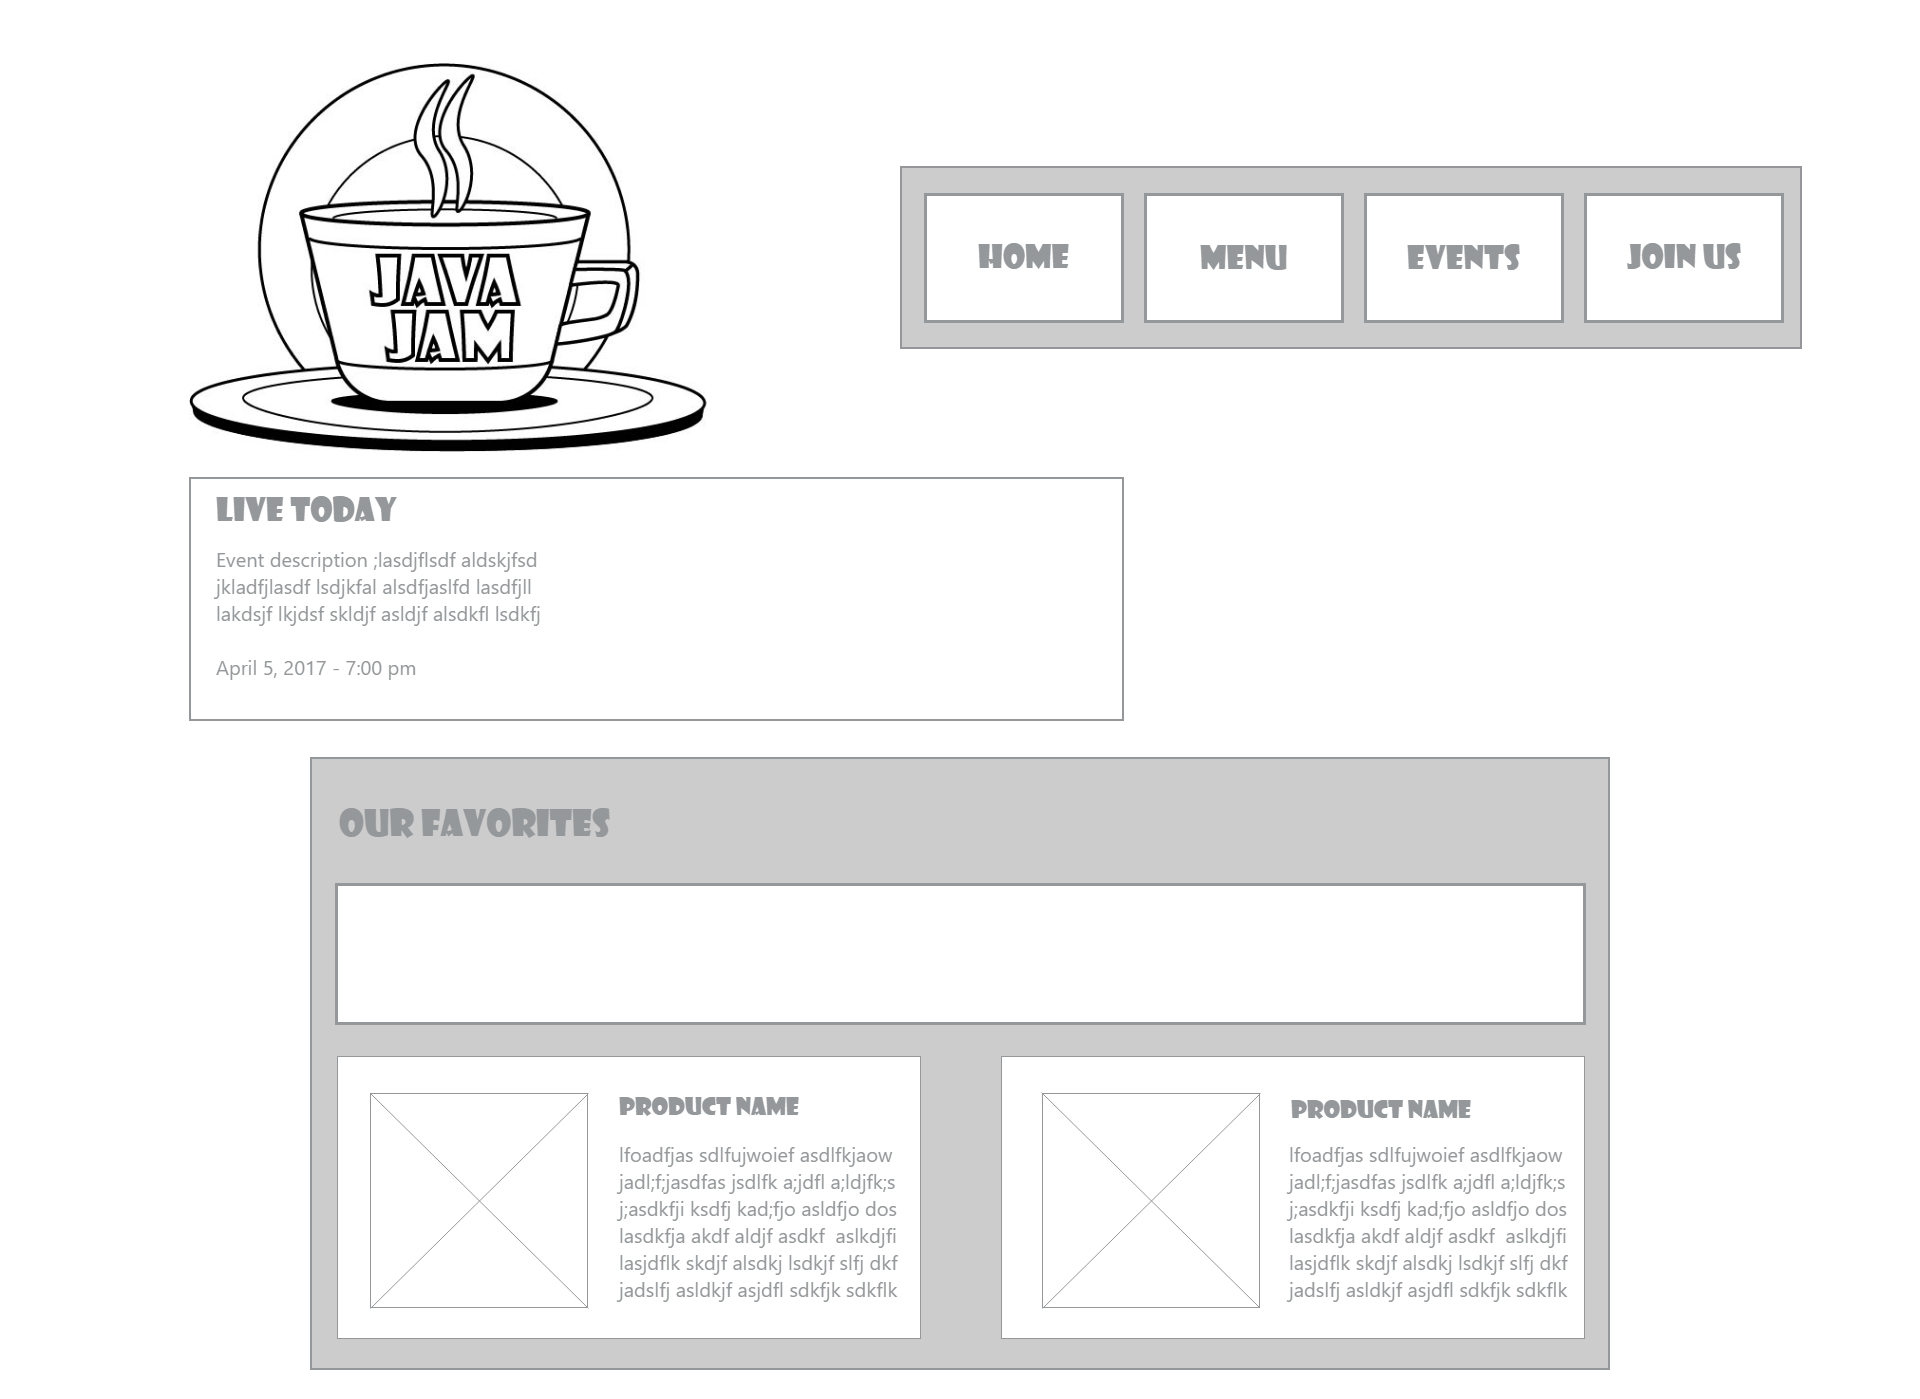 JAVA
JAM
HOME
MENU
EVENTS
JOIN US
LIVE TODAY
Event description ;lasdjflsdf aldskjfsd
jkladfjlasdf lsdjkfal alsdfjaslfd lasdfjll
lakdsjf lkjdsf skldjf asldjf alsdkfl lsdkfj
April 5, 2017 - 7:00 pm
OUR FAVORITES
PRODUCT NAME
lfoadfjas sdlfujwoief asdlfkjaow
jadl;f;jasdfas jsdlfk a;jdfl a;ldjfk;s
j;asdkfji ksdfj kad;fjo asldfjo dos
lasdkfja akdf aldjf asdkf  aslkdjfi
lasjdflk skdjf alsdkj lsdkjf slfj dkf
jadslfj asldkjf asjdfl sdkfjk sdkflk
PRODUCT NAME
lfoadfjas sdlfujwoief asdlfkjaow
jadl;f;jasdfas jsdlfk a;jdfl a;ldjfk;s
j;asdkfji ksdfj kad;fjo asldfjo dos
lasdkfja akdf aldjf asdkf  aslkdjfi
lasjdflk skdjf alsdkj lsdkjf slfj dkf
jadslfj asldkjf asjdfl sdkfjk sdkflk